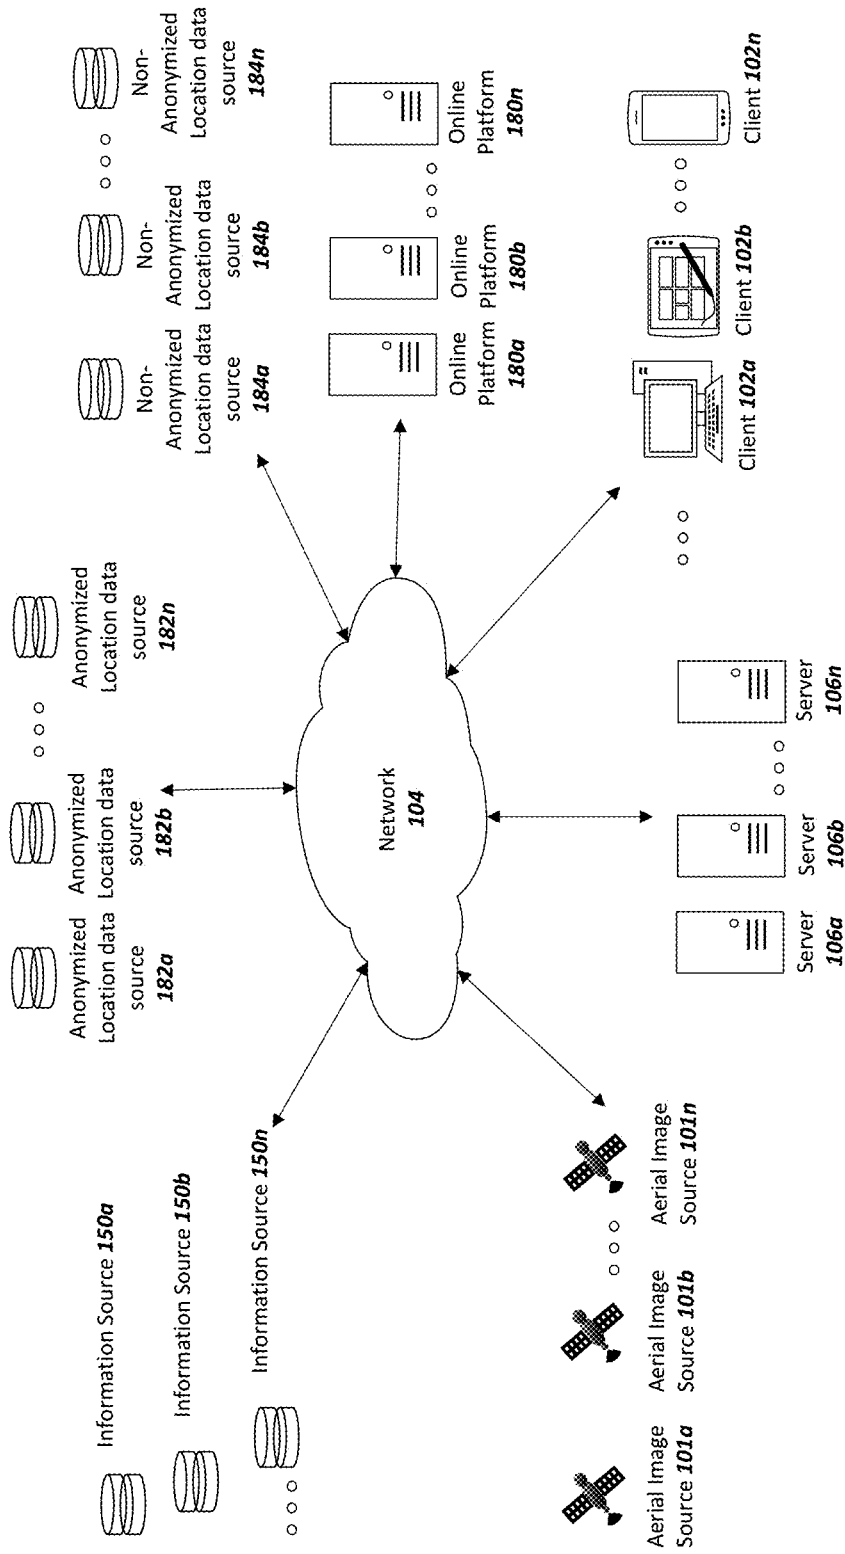 Information Source 150a
Information Source 150b
Information Source 150n
Anonymized
Location data
source
182a
Anonymized
Location data
source
182b
Anonymized
Location data
source
182n
Non-
Anonymized
Location data
source
184a
Non-
Anonymized
Location data
source
184b
Non-
Anonymized
Location data
source
184n
Network
104
Online
Platform
180a
Online
Platform
180b
Online
Platform
180n
Aerial Image
Source 101a
Aerial Image
Source 101b
Aerial Image
Source 101n
Server
106a
Server
106b
Server
106n
Client 102a
Client 102b
Client 102n